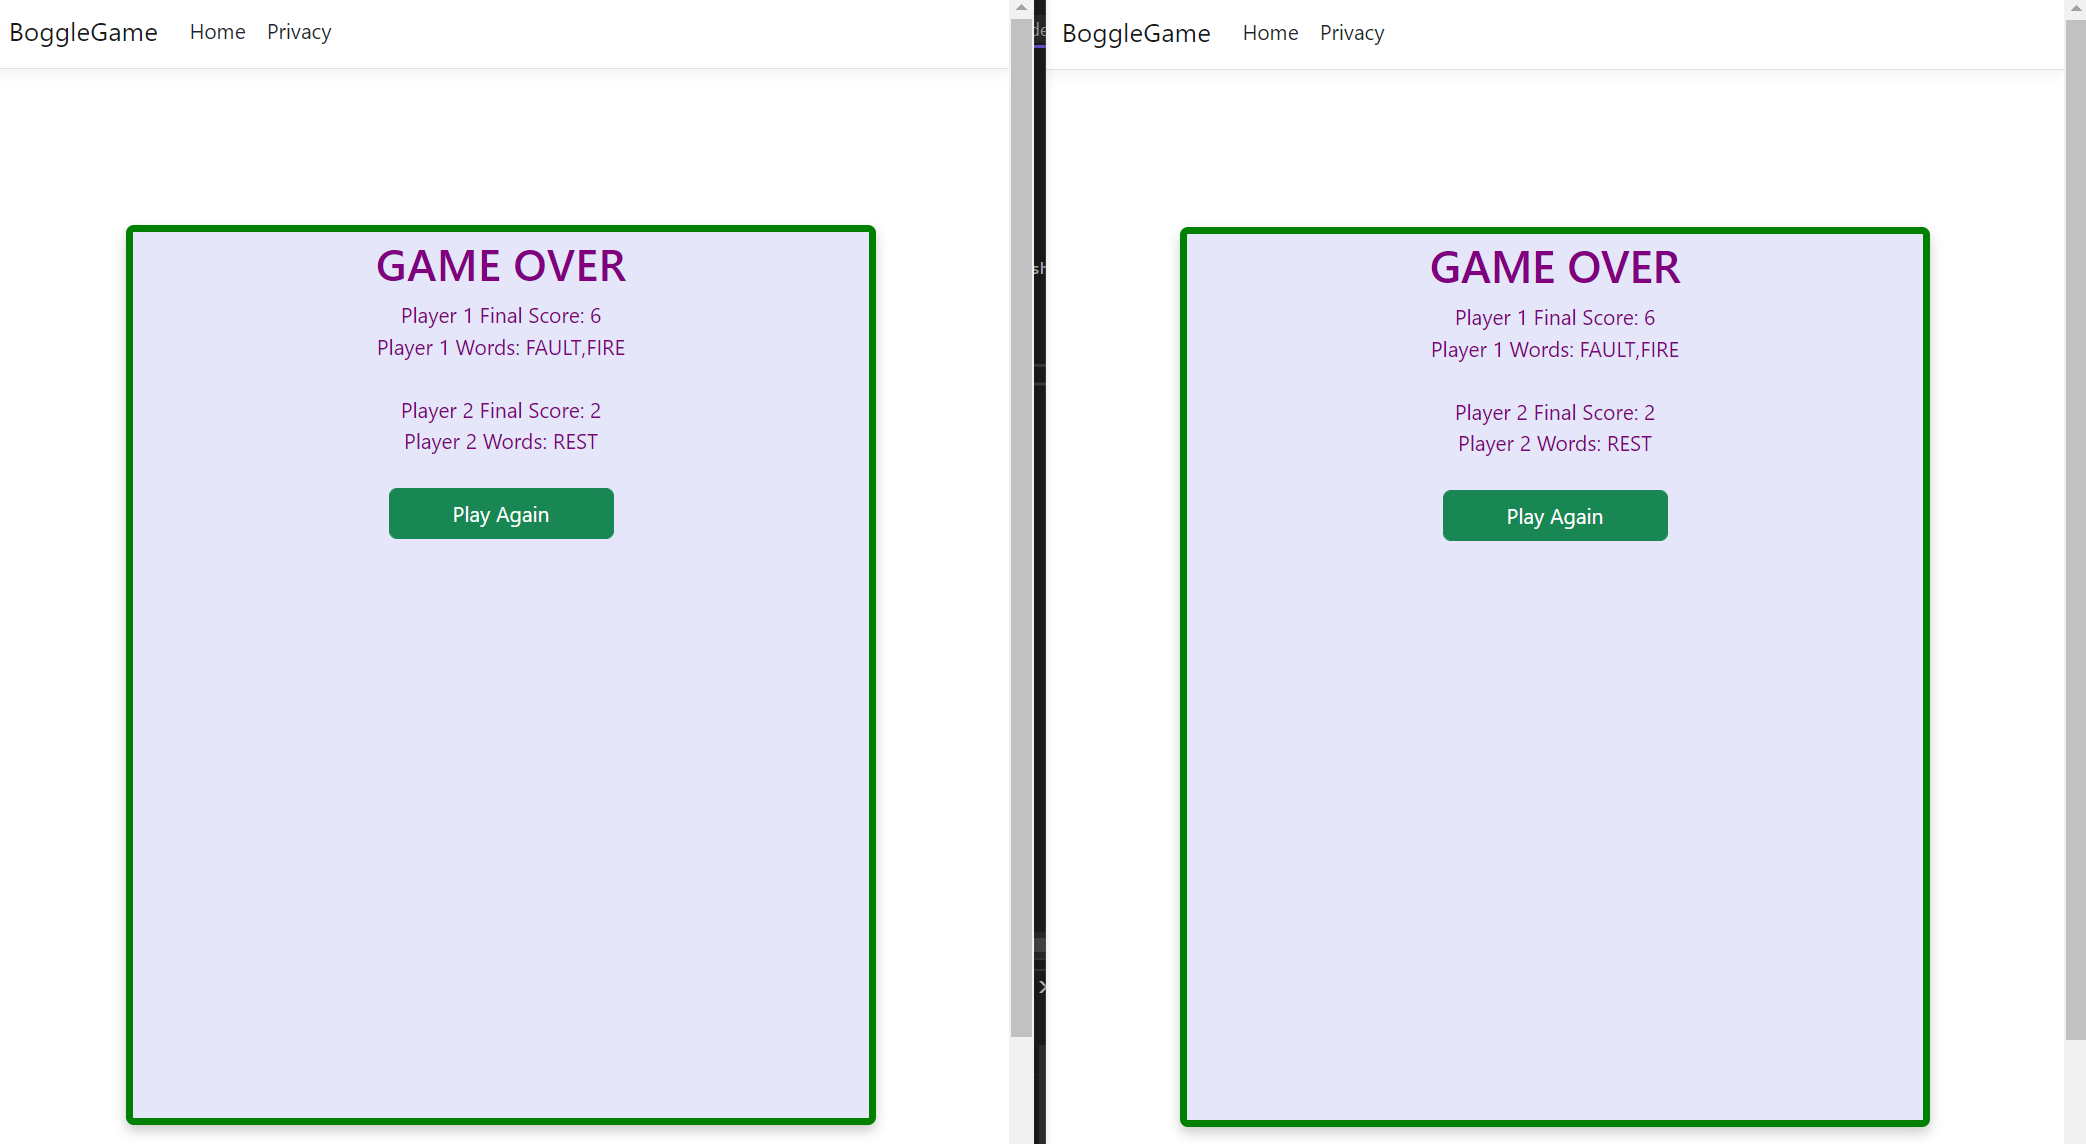 BoggleGame Home Privacy
GAME OVER
Player 1 Final Score: 6
Player 1 Words: FAULT,FIRE
Player 2 Final Score: 2
Player 2 Words: REST
Play Again
BoggleGame Home Privacy
GAME OVER
Player 1 Final Score: 6
Player 1 Words: FAULT,FIRE
Player 2 Final Score: 2
Player 2 Words: REST
Play Again